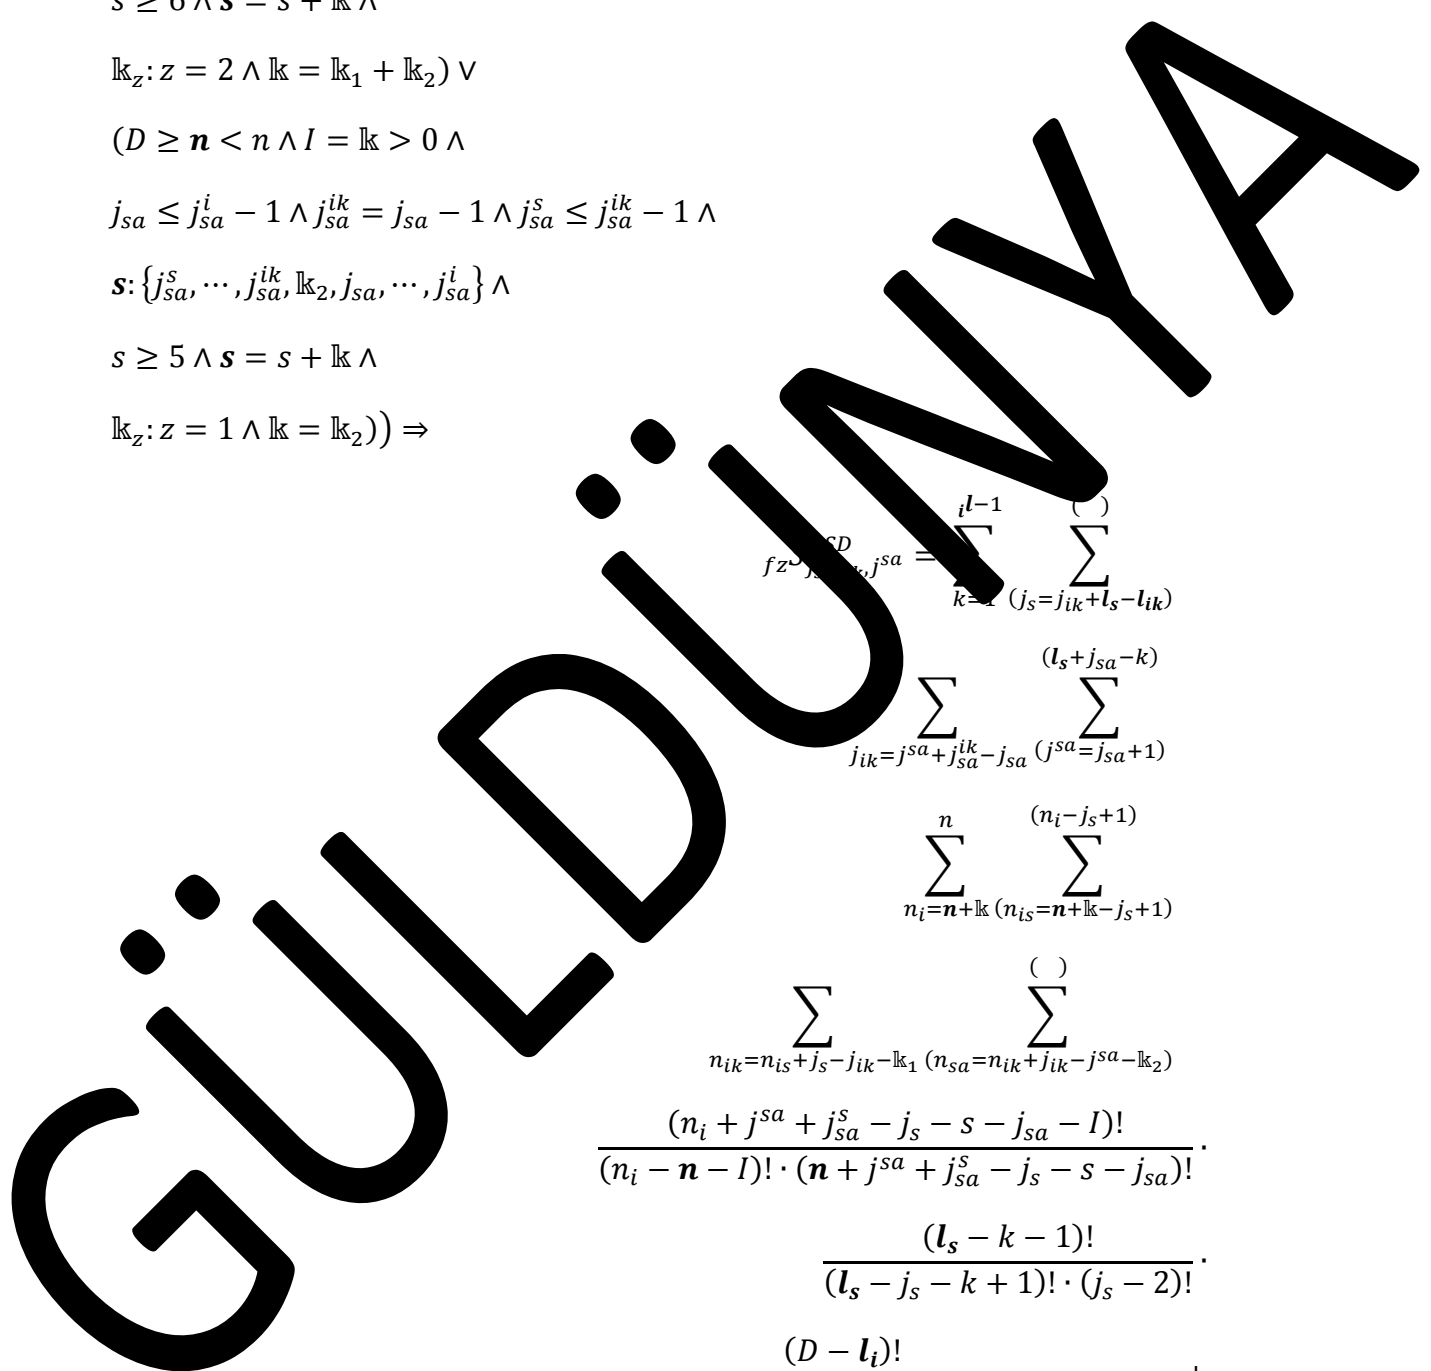 s ≥ 6 ∧ s = s + 𝕜 ∧
𝕜_z: z = 2 ∧ 𝕜 = 𝕜_1 + 𝕜_2) ∨
(D ≥ n < n ∧ I = 𝕜 > 0 ∧
j_{sa} ≤ j_{sa}^{i} − 1 ∧ j_{sa}^{ik} = j_{sa} − 1 ∧ j_{sa}^{s} ≤ j_{sa}^{ik} − 1 ∧
s: {j_{sa}^{s}, ⋯ , j_{sa}^{ik}, 𝕜_2, j_{sa}, ⋯ , j_{sa}^{i}} ∧
s ≥ 5 ∧ s = s + 𝕜 ∧
𝕜_z: z = 1 ∧ 𝕜 = 𝕜_2)) ⇒
= ∑_{k=1}^{_i l−1} ∑_{(j_s=j_{ik}+l_s−l_{ik})}^{( )}
∑_{j_{ik}=j^{sa}+j_{sa}^{ik}−j_{sa}} ∑_{(j^{sa}=j_{sa}+1)}^{(l_s+j_{sa}−k)}
∑_{n_i=n+𝕜}^{n} ∑_{(n_{is}=n+𝕜−j_s+1)}^{(n_i−j_s+1)}
∑_{n_{ik}=n_{is}+j_s−j_{ik}−𝕜_1} ∑_{(n_{sa}=n_{ik}+j_{ik}−j^{sa}−𝕜_2)}^{( )}
(n_i + j^{sa} + j_{sa}^{s} − j_s − s − j_{sa} − I)!
(n_i − n − I)! · (n + j^{sa} + j_{sa}^{s} − j_s − s − j_{sa})! ·
(l_s − k − 1)!
(l_s − j_s − k + 1)! · (j_s − 2)! ·
(D − l_i)!
GÜLDÜNYA